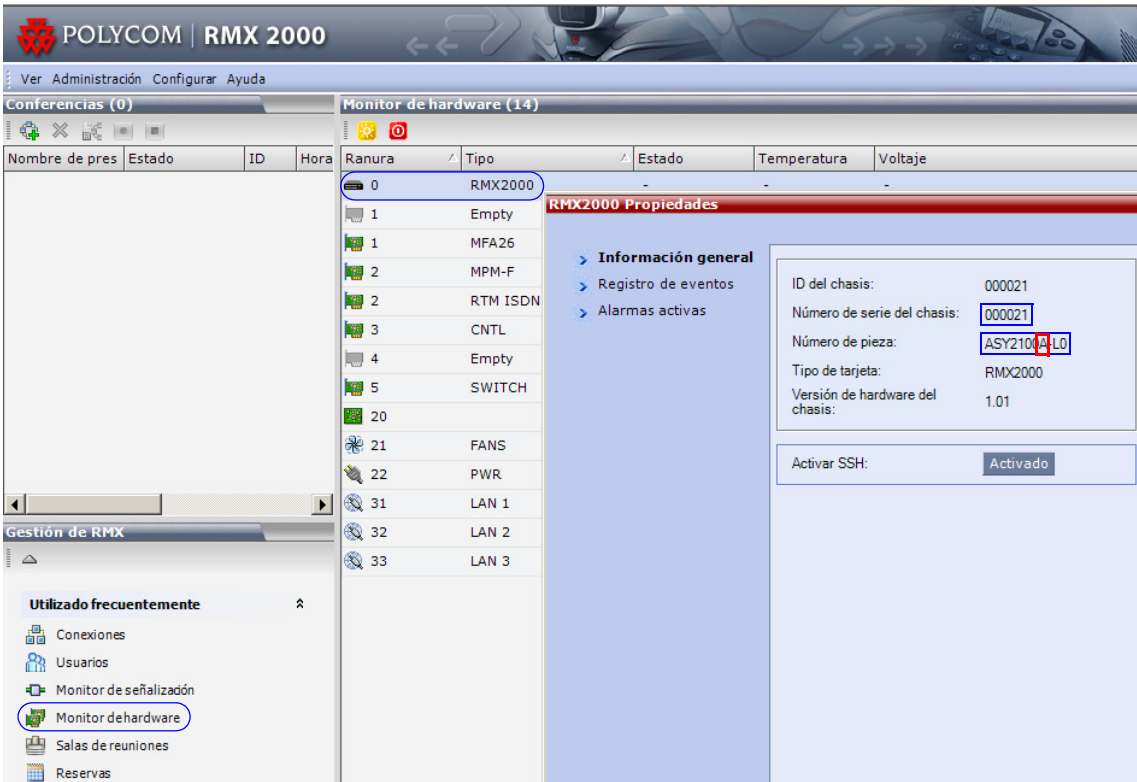 POLYCOM | RMX 2000
Ver Administración Configurar Ayuda
Conferencias (0)
Nombre de pres Estado ID Hora
Gestión de RMX
Utilizado frecuentemente
Conexiones
Usuarios
Monitor de señalización
Monitor de hardware
Salas de reuniones
Reservas
Monitor de hardware (14)
Ranura Tipo Estado Temperatura Voltaje
0 RMX2000 - - -
1 Empty
1 MFA26
2 MPM-F
2 RTM ISDN
3 CNTL
4 Empty
5 SWITCH
20
21 FANS
22 PWR
31 LAN 1
32 LAN 2
33 LAN 3
RMX2000 Propiedades
Información general
Registro de eventos
Alarmas activas
ID del chasis: 000021
Número de serie del chasis: 000021
Número de pieza: ASY2100A-L0
Tipo de tarjeta: RMX2000
Versión de hardware del
chasis: 1.01
Activar SSH: Activado